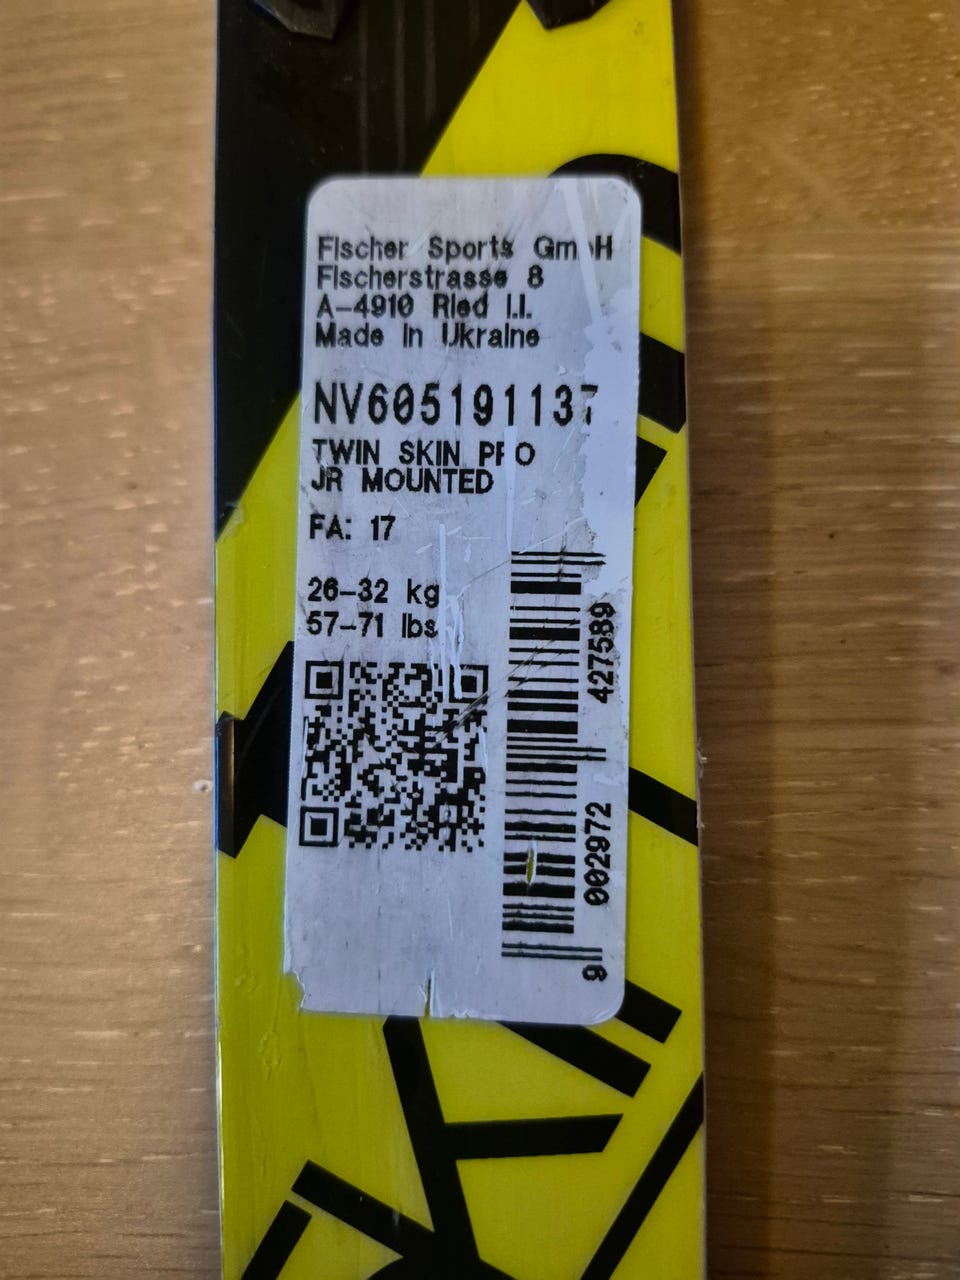 Fischer Sports GmbH
Fischerstrasse 8
A-4910 Ried I.I.
Made in Ukraine
NV605191137
TWIN SKIN PRO
JR MOUNTED
FA: 17
26-32 kg
57-71 lbs
9 002972 427589